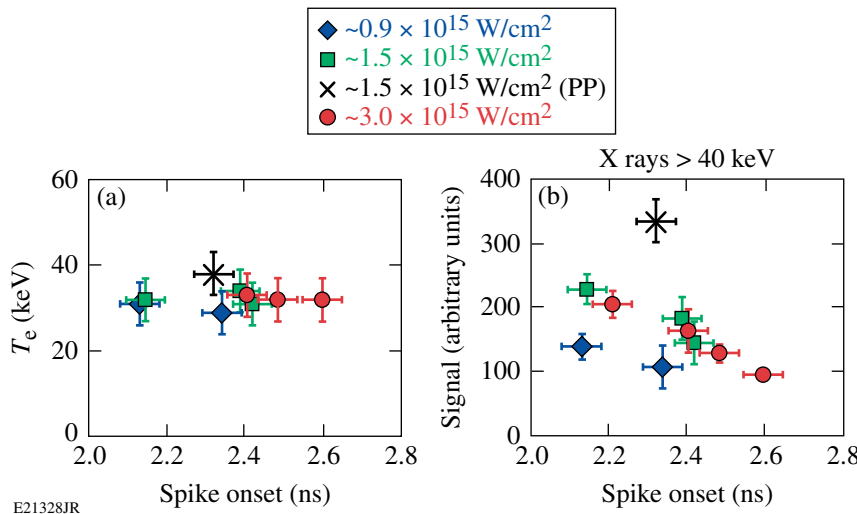 ~0.9 × 10¹⁵ W/cm²
~1.5 × 10¹⁵ W/cm²
~1.5 × 10¹⁵ W/cm² (PP)
~3.0 × 10¹⁵ W/cm²
(a)
60
40
20
0
2.0 2.2 2.4 2.6 2.8
Tₑ (keV)
Spike onset (ns)
X rays > 40 keV
(b)
400
300
200
100
0
2.0 2.2 2.4 2.6 2.8
Signal (arbitrary units)
Spike onset (ns)
E21328JR